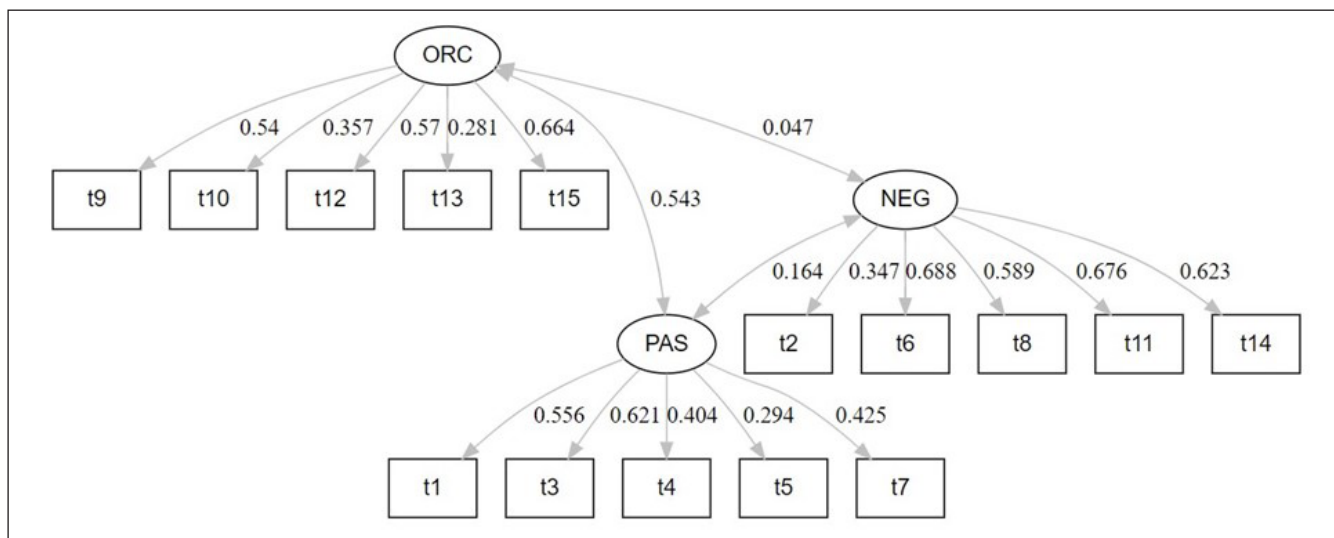 ORC
0.54 0.357 0.57 0.281 0.664 0.047
t9 t10 t12 t13 t15 0.543 NEG
0.164 0.347 0.688 0.589 0.676 0.623
PAS t2 t6 t8 t11 t14
0.556 0.621 0.404 0.294 0.425
t1 t3 t4 t5 t7